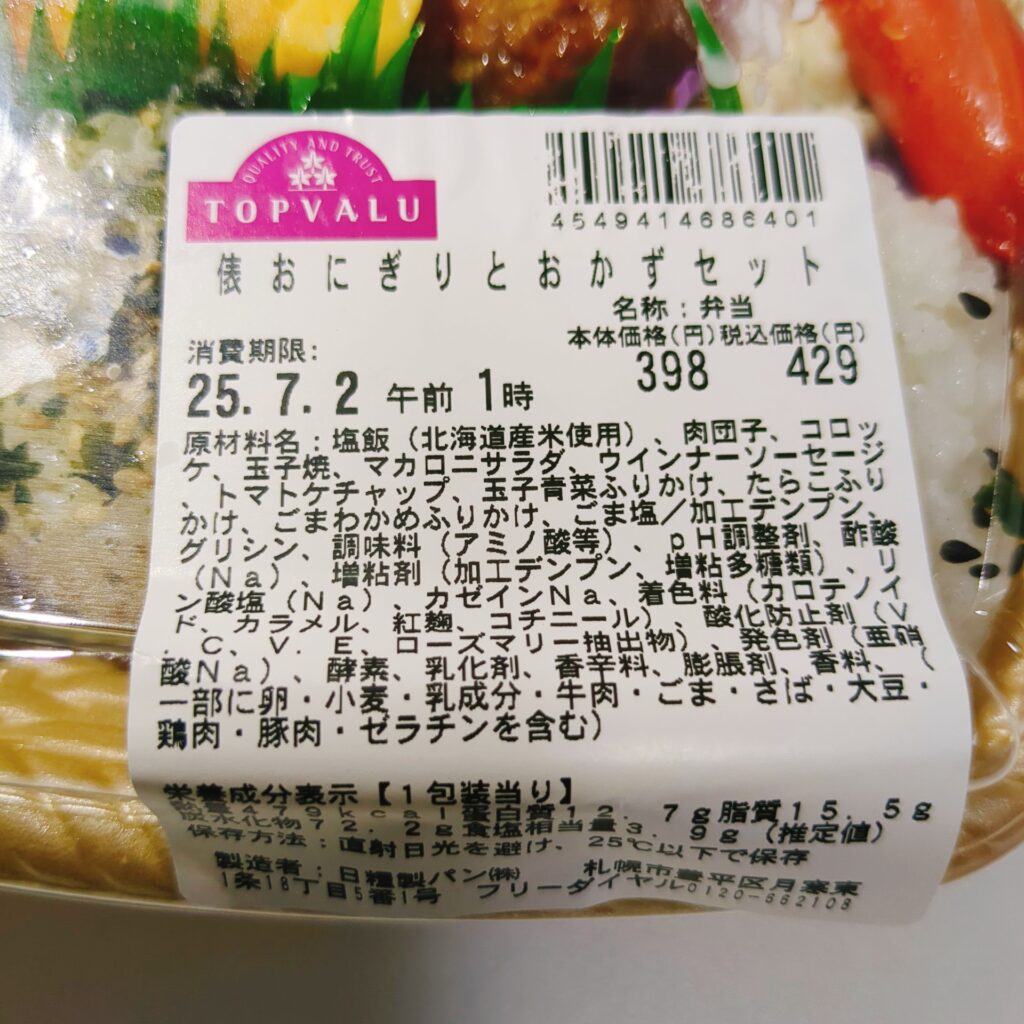 QUALITY AND TRUST
TOPVALU
4549414686401
俵おにぎりとおかずセット
名称：弁当
本体価格(円)税込価格(円)
398 429
消費期限:
25.7.2 午前 1時
原材料名：塩飯（北海道産米使用）、肉団子、コロッ
ケ、玉子焼、マカロニサラダ、ウインナーソーセージ
、トマトケチャップ、玉子青菜ふりかけ、たらこふり
かけ、ごまわかめふりかけ、ごま塩／加工デンプン、
グリシン、調味料（アミノ酸等）、ｐＨ調整剤、酢酸
（Ｎａ）、増粘剤（加工デンプン、増粘多糖類）、リ
ン酸塩（Ｎａ）、カゼインＮａ、着色料（カロテノイ
ド、カラメル、紅麹、コチニール）、酸化防止剤（Ｖ
．Ｃ、Ｖ．Ｅ、ローズマリー抽出物）、発色剤（亜硝
酸Ｎａ）、酵素、乳化剤、香辛料、膨脹剤、香料、（
一部に卵・小麦・乳成分・牛肉・ごま・さば・大豆・
鶏肉・豚肉・ゼラチンを含む）
栄養成分表示【１包装当り】
熱量４７９ｋｃａｌ蛋白質１２．７ｇ脂質１５．５ｇ
炭水化物７２．２ｇ食塩相当量３．９ｇ（推定値）
保存方法：直射日光を避け、25℃以下で保存
製造者：日糧製パン㈱ 札幌市豊平区月寒東
1条18丁目5番1号 フリーダイヤル0120-662108